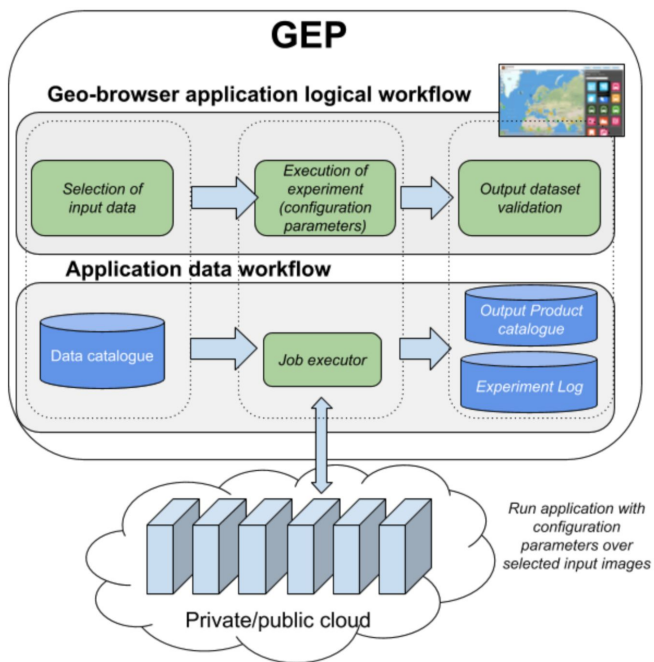 GEP
Geo-browser application logical workflow
Selection of
input data
Execution of
experiment
(configuration
parameters)
Output dataset
validation
Application data workflow
Data catalogue
Job executor
Output Product
catalogue
Experiment Log
Run application with
configuration
parameters over
selected input images
Private/public cloud